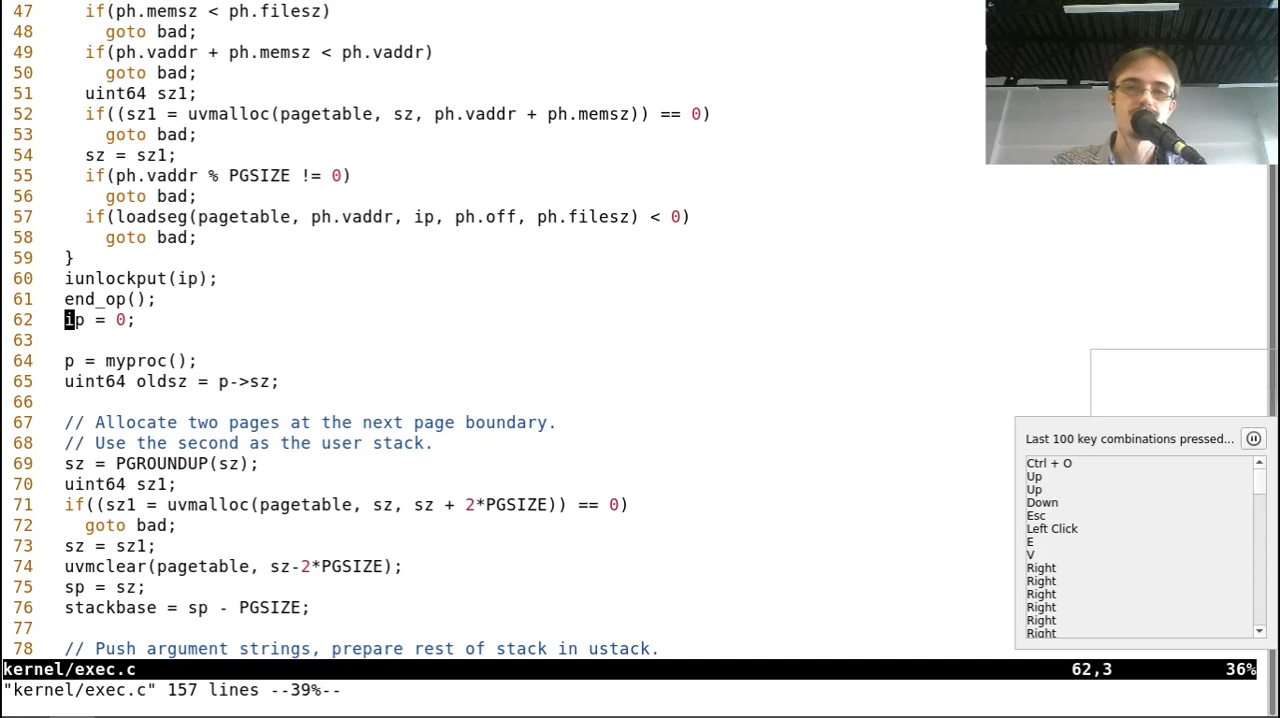 47     if(ph.memsz < ph.filesz)
48       goto bad;
49     if(ph.vaddr + ph.memsz < ph.vaddr)
50       goto bad;
51     uint64 sz1;
52     if((sz1 = uvmalloc(pagetable, sz, ph.vaddr + ph.memsz)) == 0)
53       goto bad;
54     sz = sz1;
55     if(ph.vaddr % PGSIZE != 0)
56       goto bad;
57     if(loadseg(pagetable, ph.vaddr, ip, ph.off, ph.filesz) < 0)
58       goto bad;
59   }
60   iunlockput(ip);
61   end_op();
62   ip = 0;
63
64   p = myproc();
65   uint64 oldsz = p->sz;
66
67   // Allocate two pages at the next page boundary.
68   // Use the second as the user stack.
69   sz = PGROUNDUP(sz);
70   uint64 sz1;
71   if((sz1 = uvmalloc(pagetable, sz, sz + 2*PGSIZE)) == 0)
72     goto bad;
73   sz = sz1;
74   uvmclear(pagetable, sz-2*PGSIZE);
75   sp = sz;
76   stackbase = sp - PGSIZE;
77
78   // Push argument strings, prepare rest of stack in ustack.
kernel/exec.c 62,3 36%
"kernel/exec.c" 157 lines --39%--
Last 100 key combinations pressed...
Ctrl + O
Up
Up
Down
Esc
Left Click
E
V
Right
Right
Right
Right
Right
Right